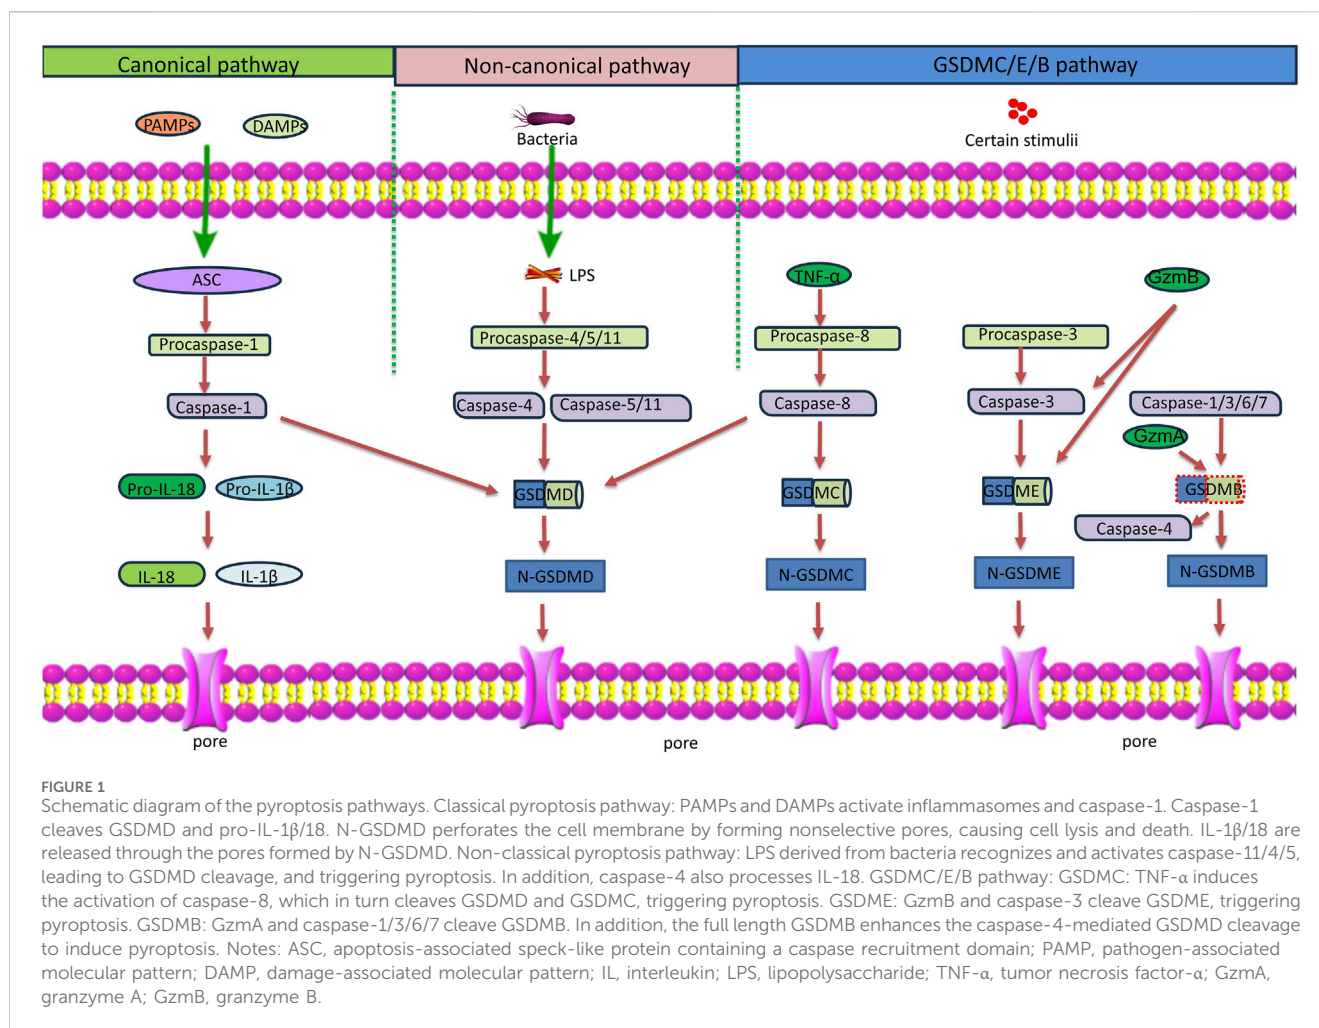 Canonical pathway
Non-canonical pathway
GSDMC/E/B pathway
PAMPs
DAMPs
Bacteria
Certain stimulii
ASC
LPS
TNF-α
GzmB
Procaspase-1
Procaspase-4/5/11
Procaspase-8
Procaspase-3
Caspase-1
Caspase-4
Caspase-5/11
Caspase-8
Caspase-3
Caspase-1/3/6/7
GzmA
Pro-IL-18
Pro-IL-1β
GSDMD
GSDMC
GSDME
GSDMB
Caspase-4
IL-18
IL-1β
N-GSDMD
N-GSDMC
N-GSDME
N-GSDMB
pore
pore
pore
FIGURE 1
Schematic diagram of the pyroptosis pathways. Classical pyroptosis pathway: PAMPs and DAMPs activate inflammasomes and caspase-1. Caspase-1
cleaves GSDMD and pro-IL-1β/18. N-GSDMD perforates the cell membrane by forming nonselective pores, causing cell lysis and death. IL-1β/18 are
released through the pores formed by N-GSDMD. Non-classical pyroptosis pathway: LPS derived from bacteria recognizes and activates caspase-11/4/5,
leading to GSDMD cleavage, and triggering pyroptosis. In addition, caspase-4 also processes IL-18. GSDMC/E/B pathway: GSDMC: TNF-α induces
the activation of caspase-8, which in turn cleaves GSDMD and GSDMC, triggering pyroptosis. GSDME: GzmB and caspase-3 cleave GSDME, triggering
pyroptosis. GSDMB: GzmA and caspase-1/3/6/7 cleave GSDMB. In addition, the full length GSDMB enhances the caspase-4-mediated GSDMD cleavage
to induce pyroptosis. Notes: ASC, apoptosis-associated speck-like protein containing a caspase recruitment domain; PAMP, pathogen-associated
molecular pattern; DAMP, damage-associated molecular pattern; IL, interleukin; LPS, lipopolysaccharide; TNF-α, tumor necrosis factor-α; GzmA,
granzyme A; GzmB, granzyme B.